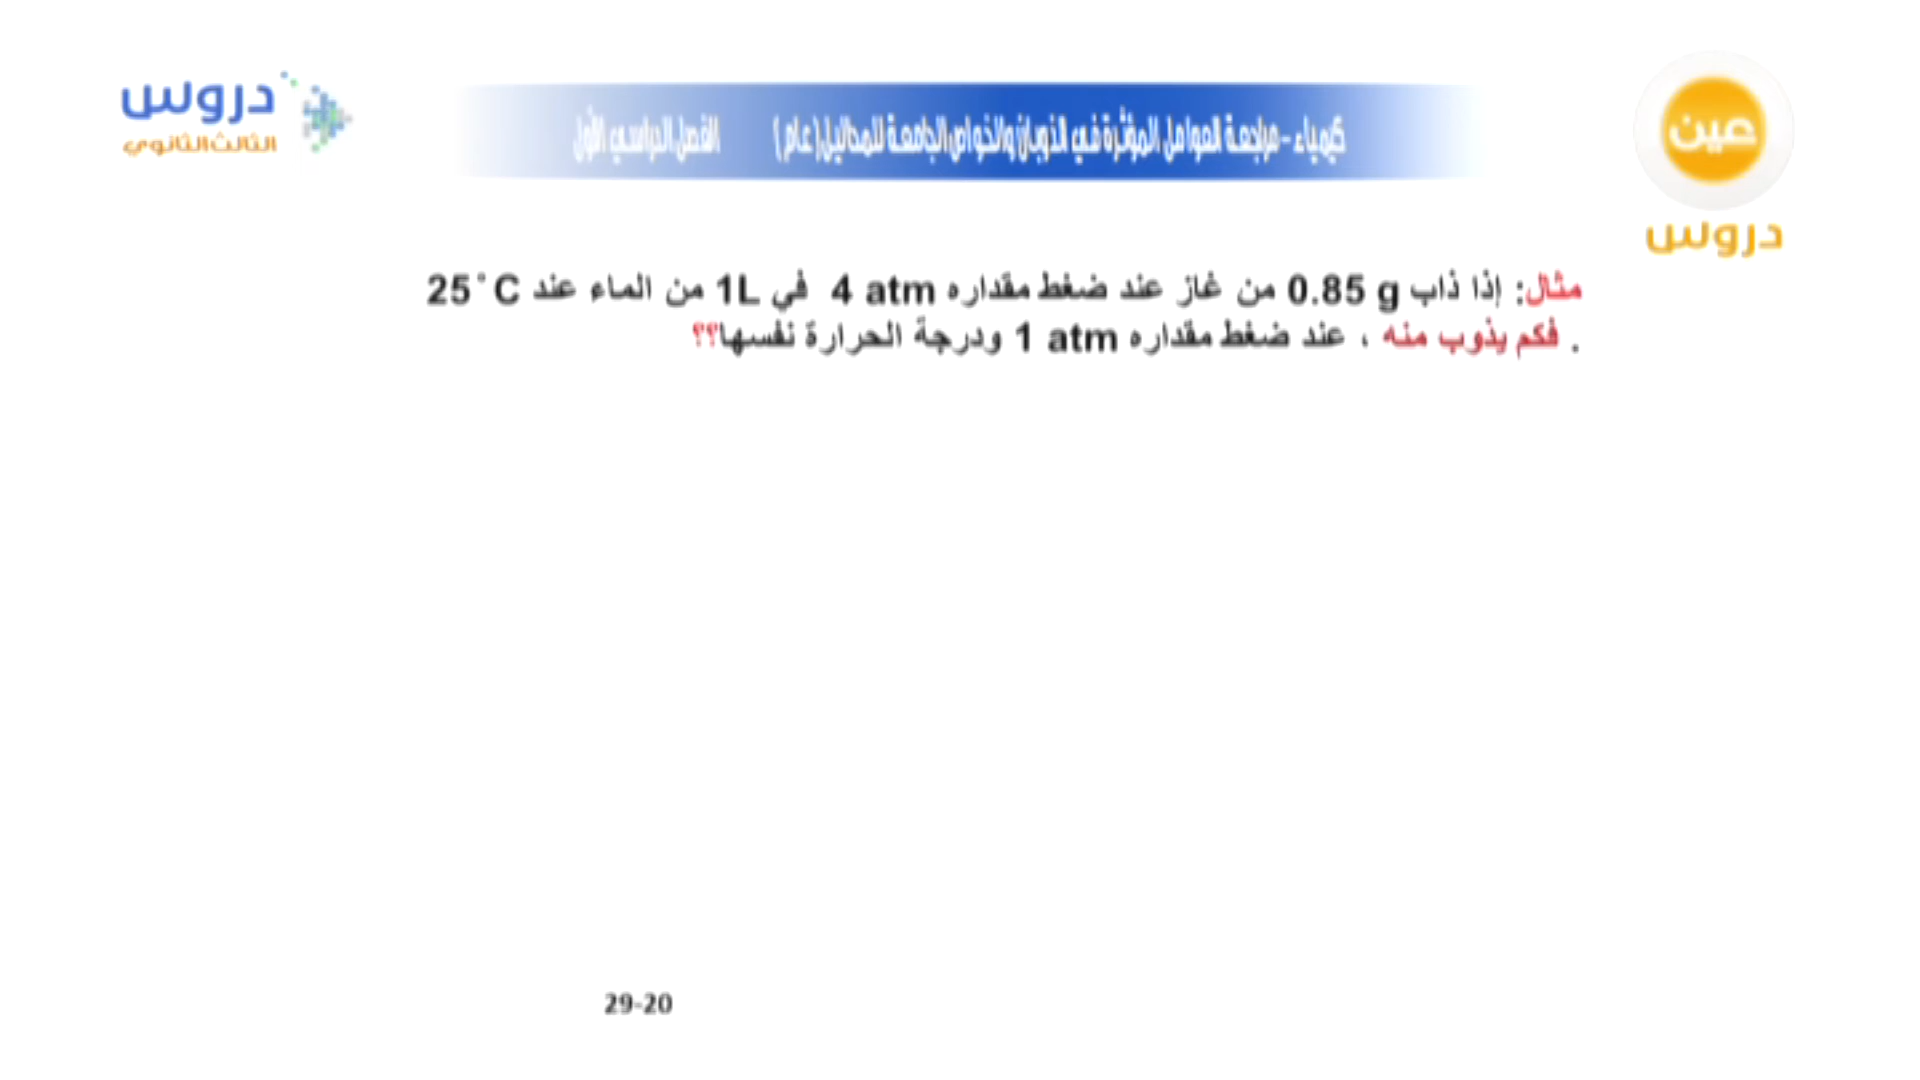 دروس
الثالث الثانوي
كيمياء - مراجعة العوامل المؤثرة في الذوبان والخواص الجامعة للمحاليل (عام) الفصل الدراسي الأول
عين
دروس
مثال: إذا ذاب 0.85 g من غاز عند ضغط مقداره 4 atm في 1L من الماء عند 25°C
. فكم يذوب منه ، عند ضغط مقداره 1 atm ودرجة الحرارة نفسها؟؟
29-20